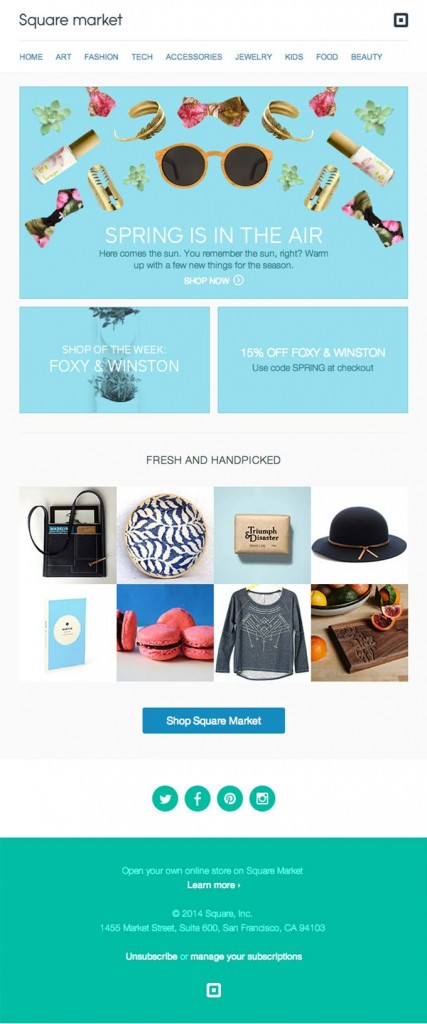 Square market
HOME ART FASHION TECH ACCESSORIES JEWELRY KIDS FOOD BEAUTY
SPRING IS IN THE AIR
Here comes the sun. You remember the sun, right? Warm
up with a few new things for the season.
SHOP NOW
SHOP OF THE WEEK:
FOXY & WINSTON
15% OFF FOXY & WINSTON
Use code SPRING at checkout
FRESH AND HANDPICKED
Triumph
& Disaster
Shop Square Market
Open your own online store on Square Market
Learn more ›
© 2014 Square, Inc.
1455 Market Street, Suite 600, San Francisco, CA 94103
Unsubscribe or manage your subscriptions